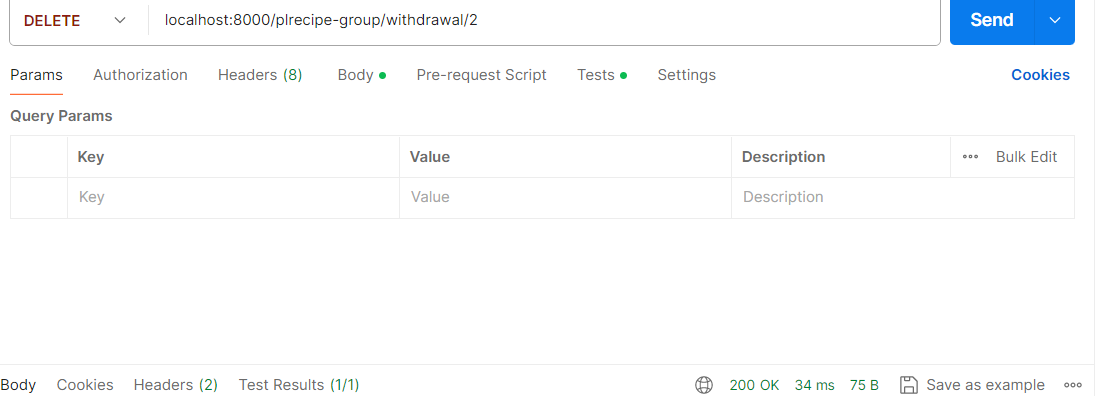 DELETE localhost:8000/plrecipe-group/withdrawal/2 Send
Params Authorization Headers (8) Body Pre-request Script Tests Settings Cookies
Query Params
Key Value Description Bulk Edit
Key Value Description
Body Cookies Headers (2) Test Results (1/1) 200 OK 34 ms 75 B Save as example